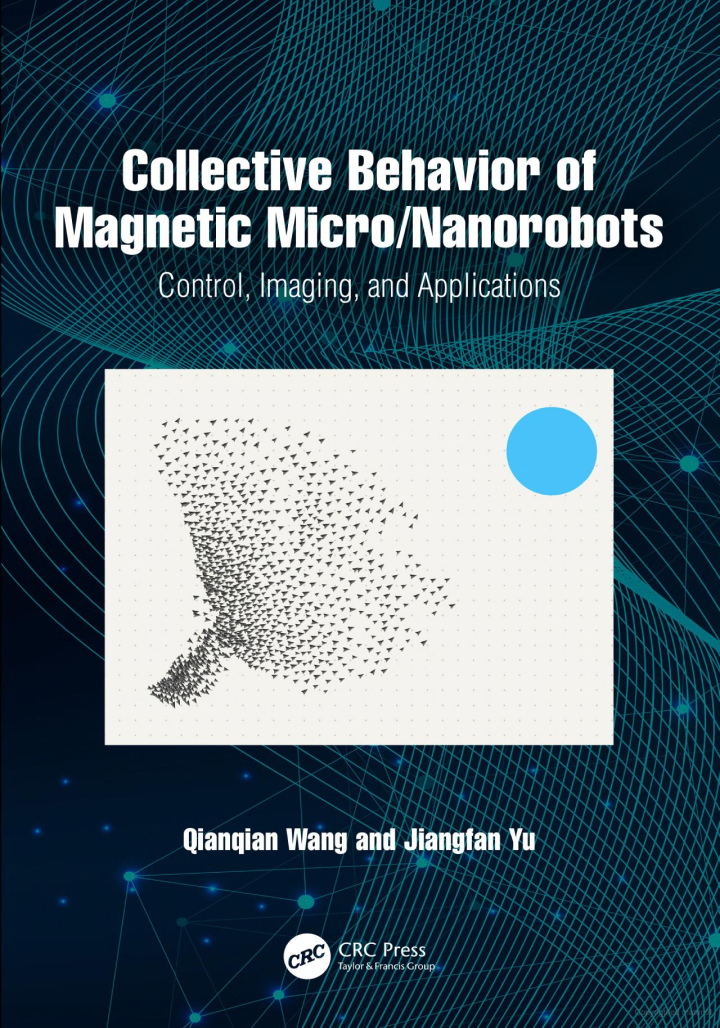 Collective Behavior of
Magnetic Micro/Nanorobots
Control, Imaging, and Applications
Qianqian Wang and Jiangfan Yu
CRC
CRC Press
Taylor & Francis Group